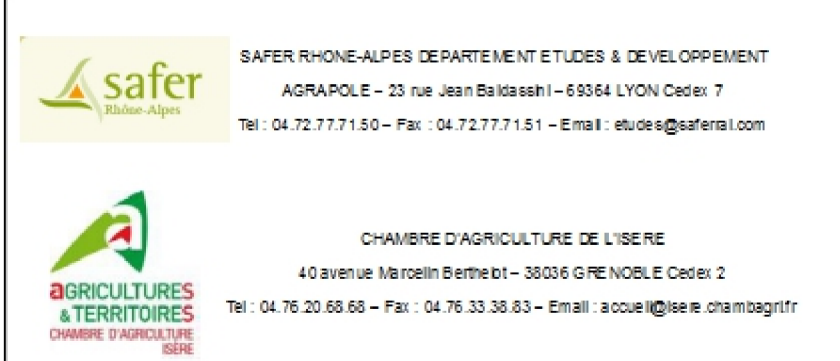 safer
Rhône-Alpes
SAFER RHONE-ALPES DEPARTEMENT ETUDES & DEVELOPPEMENT
AGRAPOLE – 23 rue Jean Baldassini – 69364 LYON Cedex 7
Tel : 04.72.77.71.50 – Fax : 04.72.77.71.51 – Email : etudes@saferral.com
aGRICULTURES
& TERRITOIRES
CHAMBRE D'AGRICULTURE
ISÈRE
CHAMBRE D'AGRICULTURE DE L'ISERE
40 avenue Marcelin Berthelot – 38036 GRENOBLE Cedex 2
Tel : 04.76.20.68.68 – Fax : 04.76.33.38.83 – Email : accueil@isere.chambagri.fr